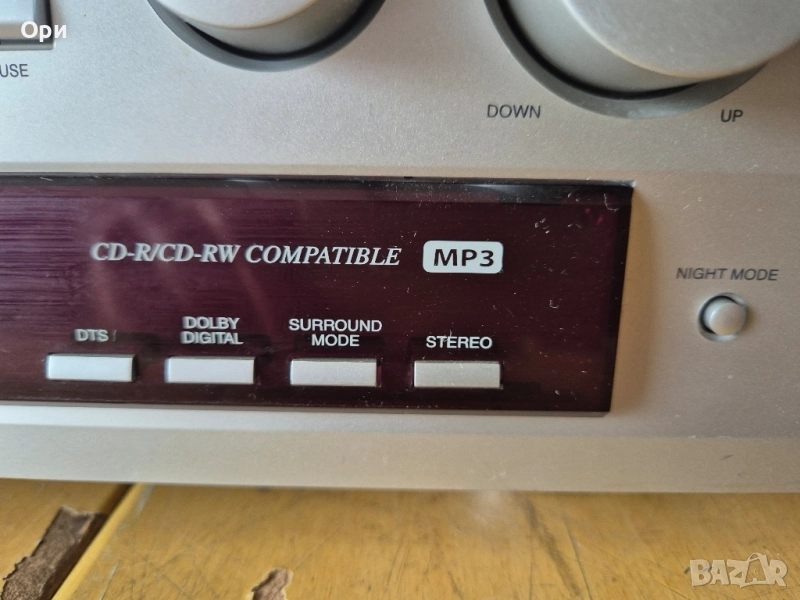 Ори
USE
DOWN
UP
CD-R/CD-RW COMPATIBLE MP3
NIGHT MODE
DTS
DOLBY
DIGITAL
SURROUND
MODE
STEREO
BAZAR